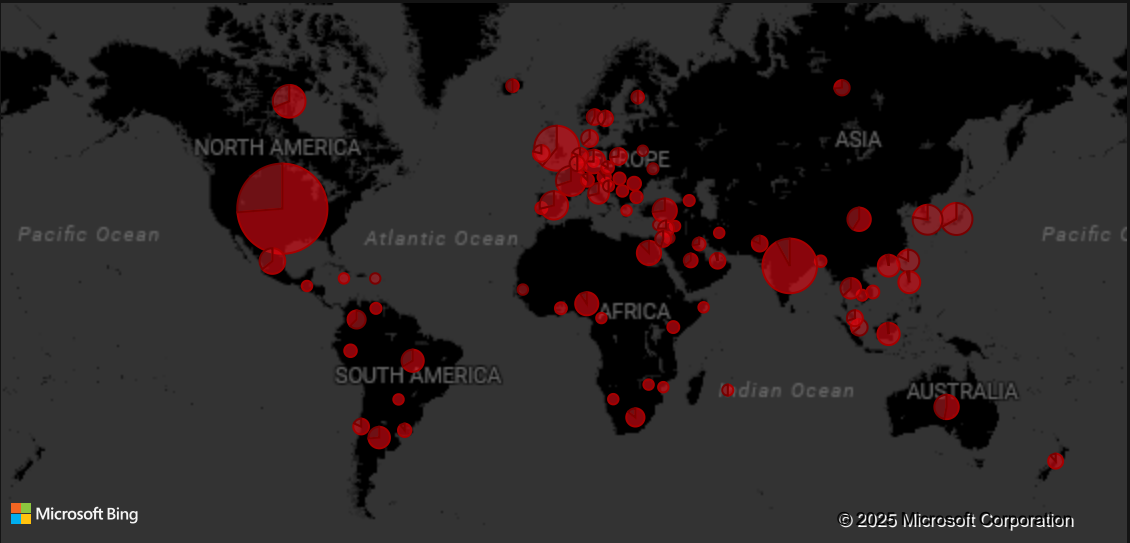 NORTH AMERICA
ASIA
ROPE
Pacific Ocean
Atlantic Ocean
Pacific O
AFRICA
SOUTH AMERICA
Indian Ocean
AUSTRALIA
Microsoft Bing
© 2025 Microsoft Corporation